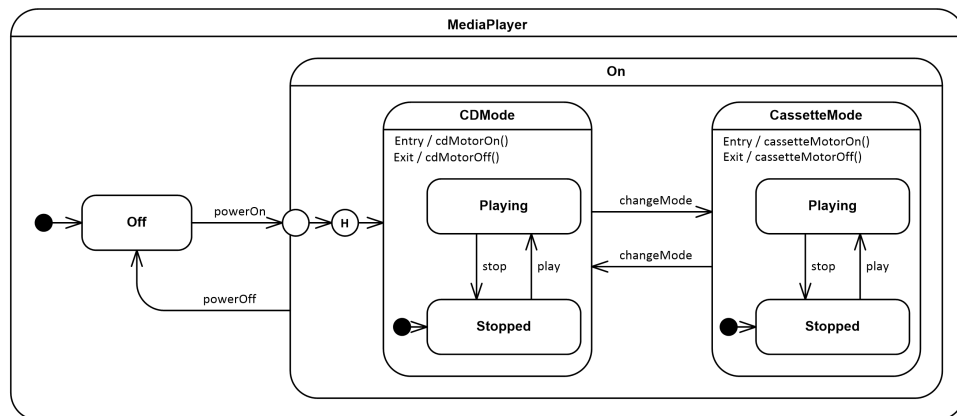 MediaPlayer
On
CDMode
Entry / cdMotorOn()
Exit / cdMotorOff()
CassetteMode
Entry / cassetteMotorOn()
Exit / cassetteMotorOff()
Off
powerOn
H
Playing
changeMode
Playing
stop
play
changeMode
stop
play
powerOff
Stopped
Stopped